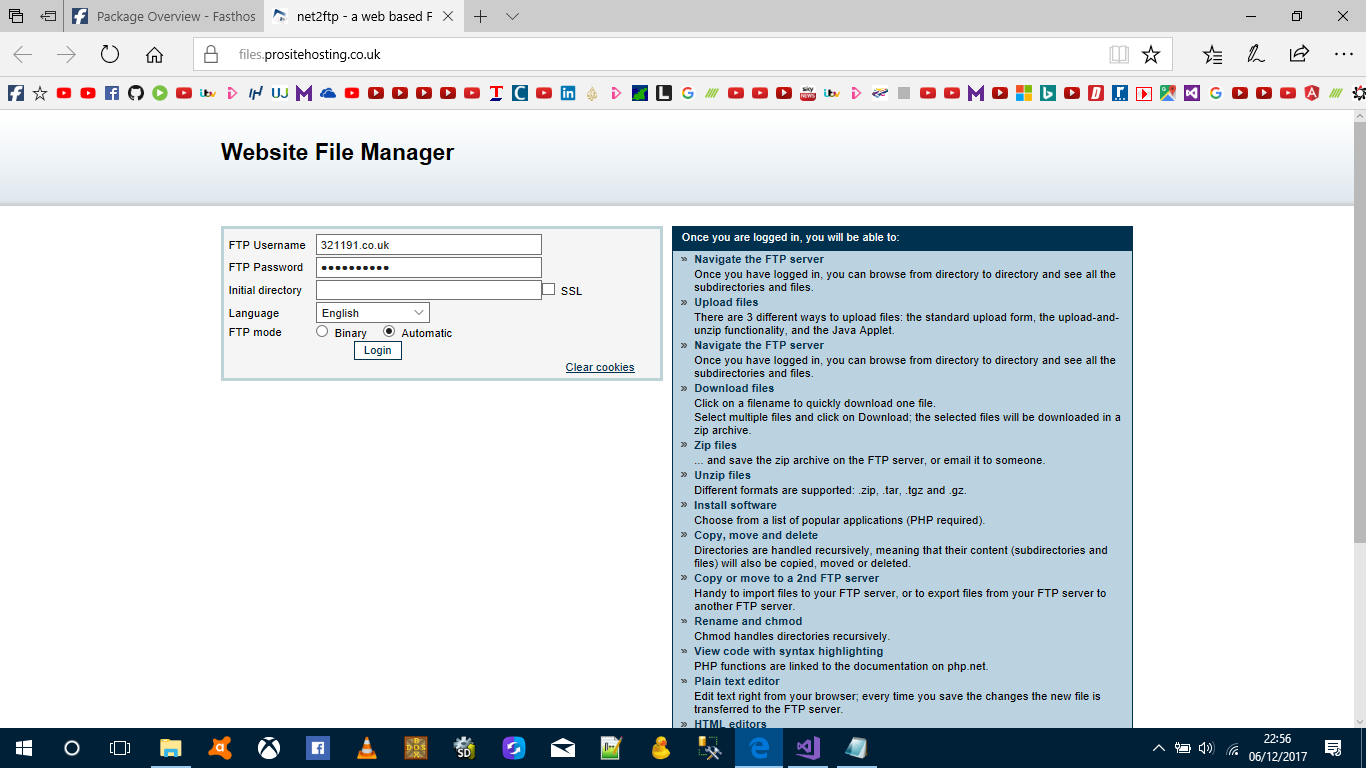 Package Overview - Fasthos
net2ftp - a web based F
files.prositehosting.co.uk
Website File Manager
FTP Username 321191.co.uk
FTP Password ••••••••••
Initial directory SSL
Language English
FTP mode Binary Automatic
Login
Clear cookies
Once you are logged in, you will be able to:
» Navigate the FTP server
Once you have logged in, you can browse from directory to directory and see all the
subdirectories and files.
» Upload files
There are 3 different ways to upload files: the standard upload form, the upload-and-
unzip functionality, and the Java Applet.
» Navigate the FTP server
Once you have logged in, you can browse from directory to directory and see all the
subdirectories and files.
» Download files
Click on a filename to quickly download one file.
Select multiple files and click on Download; the selected files will be downloaded in a
zip archive.
» Zip files
... and save the zip archive on the FTP server, or email it to someone.
» Unzip files
Different formats are supported: .zip, .tar, .tgz and .gz.
» Install software
Choose from a list of popular applications (PHP required).
» Copy, move and delete
Directories are handled recursively, meaning that their content (subdirectories and
files) will also be copied, moved or deleted.
» Copy or move to a 2nd FTP server
Handy to import files to your FTP server, or to export files from your FTP server to
another FTP server.
» Rename and chmod
Chmod handles directories recursively.
» View code with syntax highlighting
PHP functions are linked to the documentation on php.net.
» Plain text editor
Edit text right from your browser; every time you save the changes the new file is
transferred to the FTP server.
» HTML editors
22:56
06/12/2017